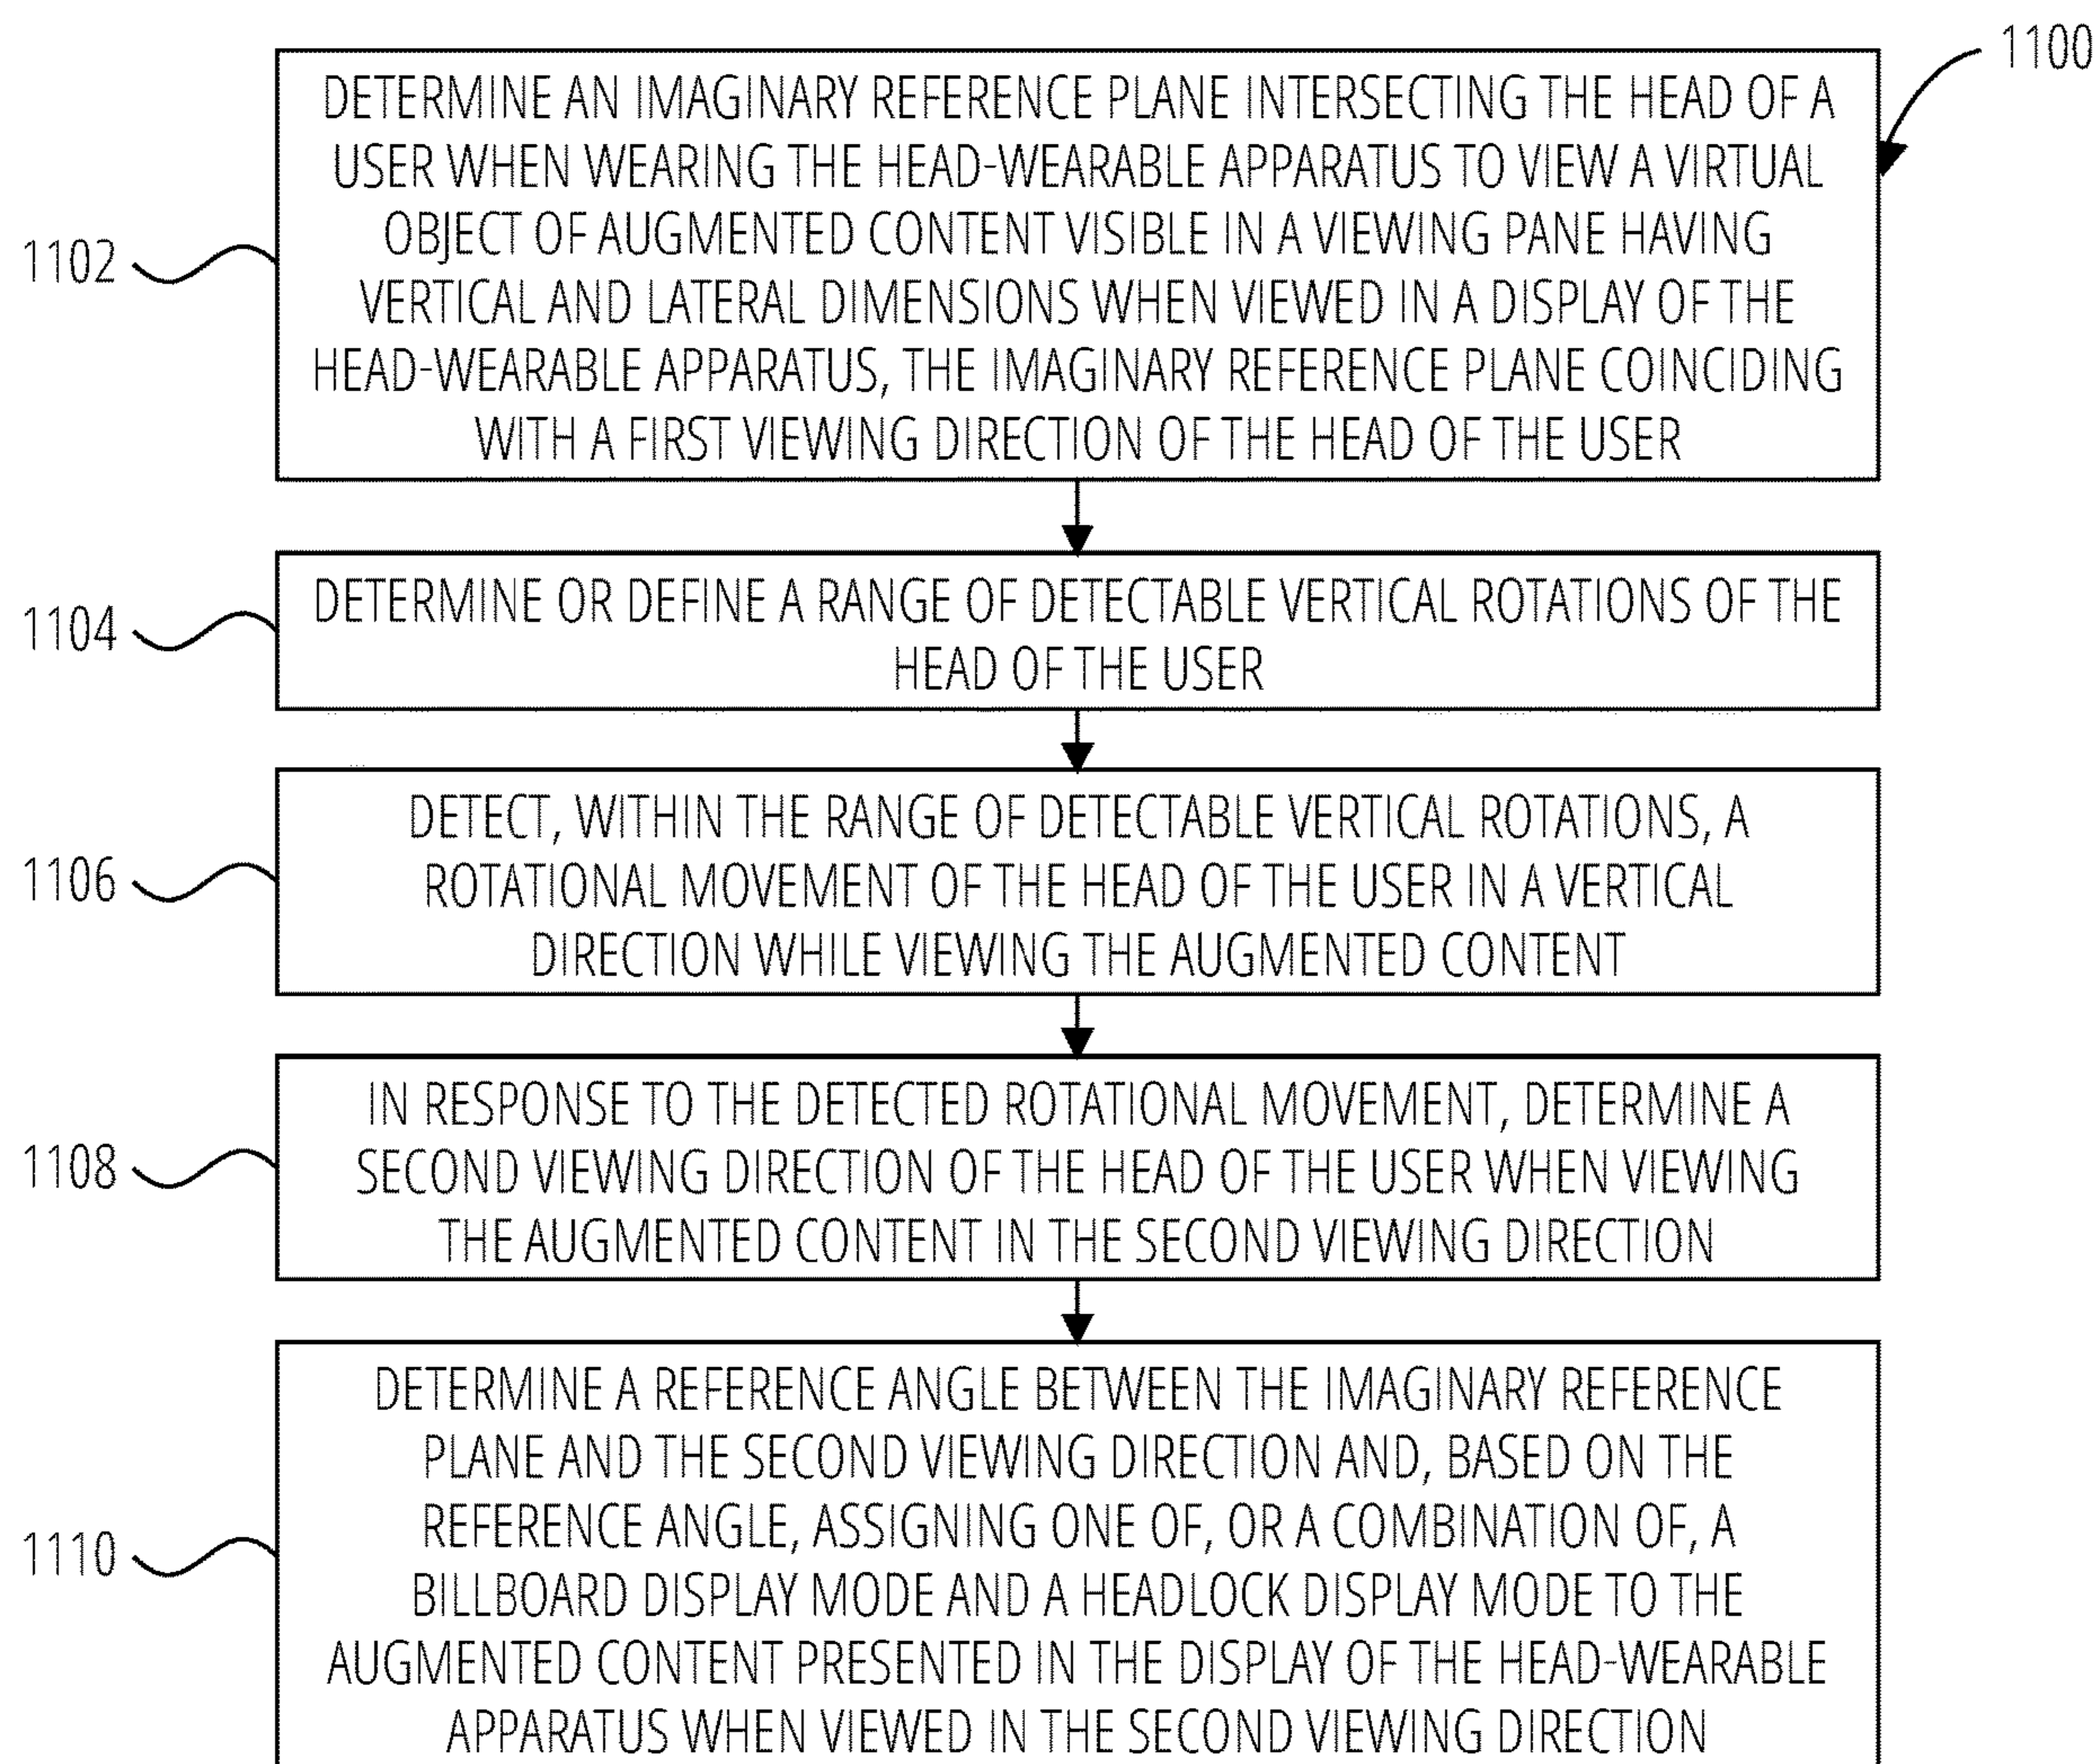 1100
DETERMINE AN IMAGINARY REFERENCE PLANE INTERSECTING THE HEAD OF A
USER WHEN WEARING THE HEAD-WEARABLE APPARATUS TO VIEW A VIRTUAL
OBJECT OF AUGMENTED CONTENT VISIBLE IN A VIEWING PANE HAVING
1102
VERTICAL AND LATERAL DIMENSIONS WHEN VIEWED IN A DISPLAY OF THE
HEAD-WEARABLE APPARATUS, THE IMAGINARY REFERENCE PLANE COINCIDING
WITH A FIRST VIEWING DIRECTION OF THE HEAD OF THE USER
1104
DETERMINE OR DEFINE A RANGE OF DETECTABLE VERTICAL ROTATIONS OF THE
HEAD OF THE USER
1106
DETECT, WITHIN THE RANGE OF DETECTABLE VERTICAL ROTATIONS, A
ROTATIONAL MOVEMENT OF THE HEAD OF THE USER IN A VERTICAL
DIRECTION WHILE VIEWING THE AUGMENTED CONTENT
1108
IN RESPONSE TO THE DETECTED ROTATIONAL MOVEMENT, DETERMINE A
SECOND VIEWING DIRECTION OF THE HEAD OF THE USER WHEN VIEWING
THE AUGMENTED CONTENT IN THE SECOND VIEWING DIRECTION
1110
DETERMINE A REFERENCE ANGLE BETWEEN THE IMAGINARY REFERENCE
PLANE AND THE SECOND VIEWING DIRECTION AND, BASED ON THE
REFERENCE ANGLE, ASSIGNING ONE OF, OR A COMBINATION OF, A
BILLBOARD DISPLAY MODE AND A HEADLOCK DISPLAY MODE TO THE
AUGMENTED CONTENT PRESENTED IN THE DISPLAY OF THE HEAD-WEARABLE
APPARATUS WHEN VIEWED IN THE SECOND VIEWING DIRECTION